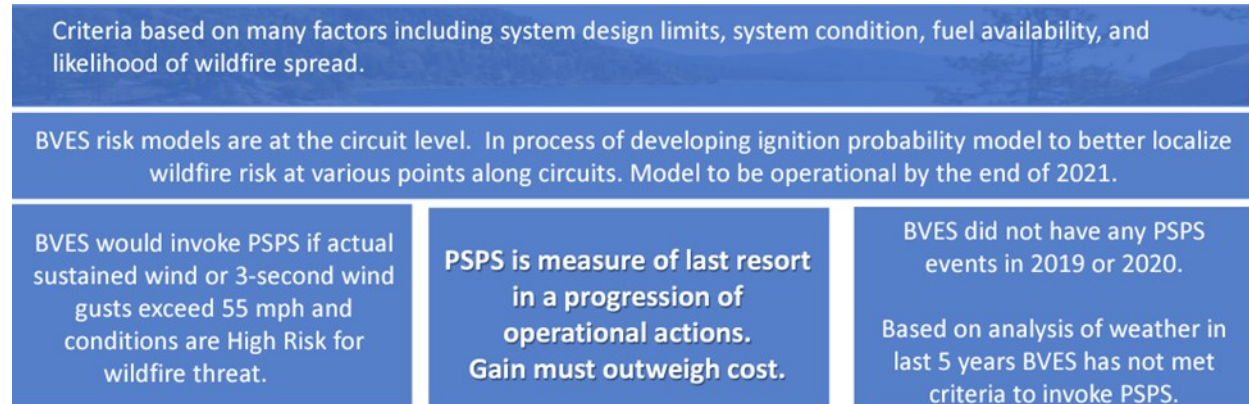 Criteria based on many factors including system design limits, system condition, fuel availability, and
likelihood of wildfire spread.
BVES risk models are at the circuit level. In process of developing ignition probability model to better localize
wildfire risk at various points along circuits. Model to be operational by the end of 2021.
BVES would invoke PSPS if actual
sustained wind or 3-second wind
gusts exceed 55 mph and
conditions are High Risk for
wildfire threat.
PSPS is measure of last resort
in a progression of
operational actions.
Gain must outweigh cost.
BVES did not have any PSPS
events in 2019 or 2020.
Based on analysis of weather in
last 5 years BVES has not met
criteria to invoke PSPS.